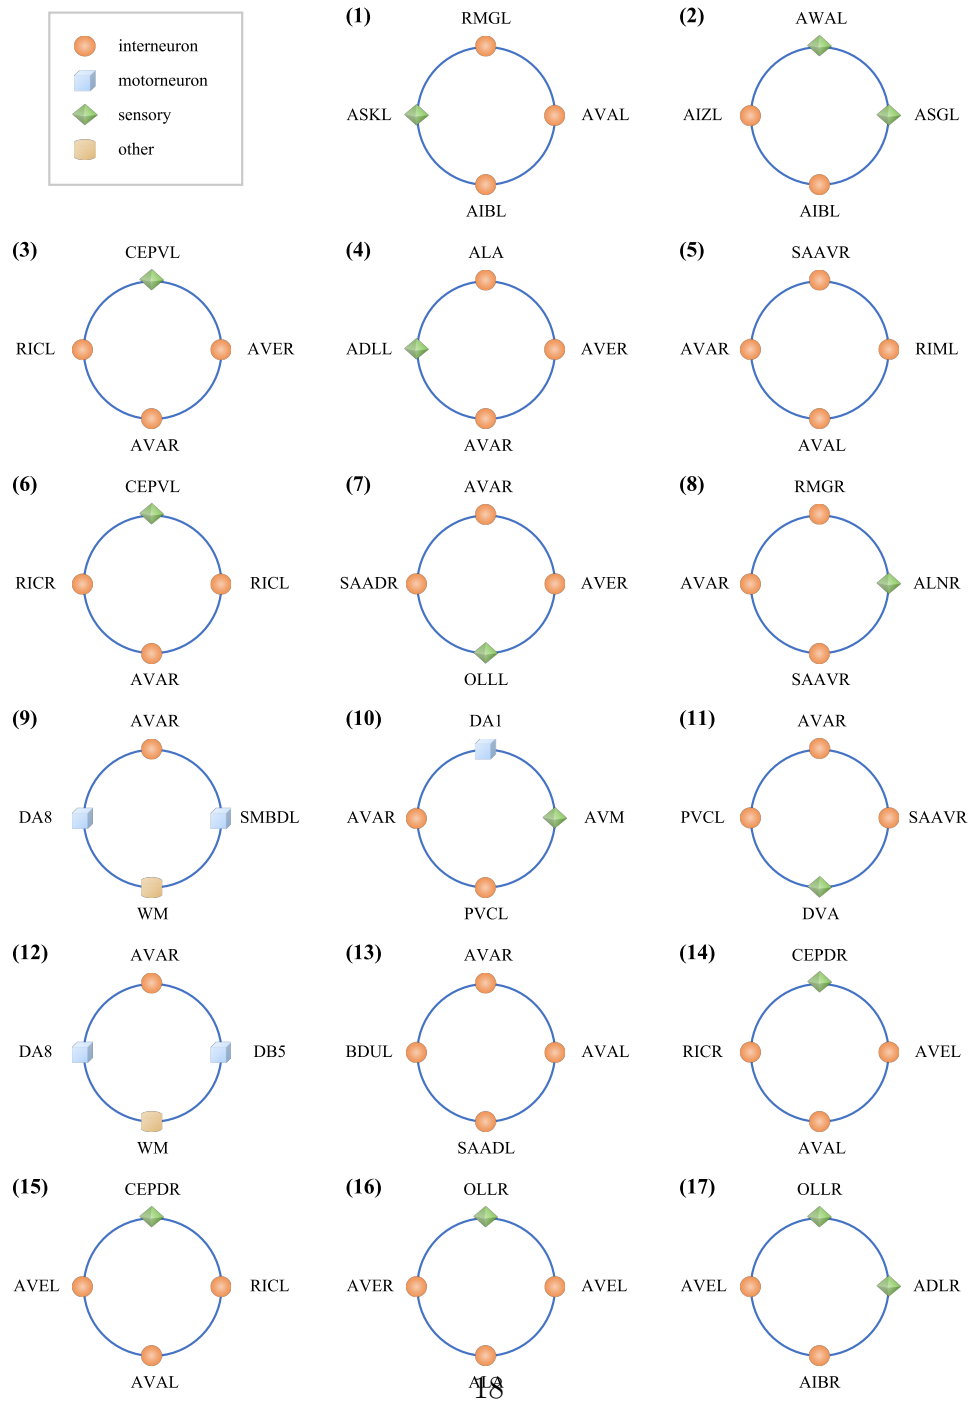 interneuron
motorneuron
sensory
other
(1)
RMGL
ASKL
AVAL
AIBL
(2)
AWAL
AIZL
ASGL
AIBL
(3)
CEPVL
RICL
AVER
AVAR
(4)
ALA
ADLL
AVER
AVAR
(5)
SAAVR
AVAR
RIML
AVAL
(6)
CEPVL
RICR
RICL
AVAR
(7)
AVAR
SAADR
AVER
OLLL
(8)
RMGR
AVAR
ALNR
SAAVR
(9)
AVAR
DA8
SMBDL
WM
(10)
DA1
AVAR
AVM
PVCL
(11)
AVAR
PVCL
SAAVR
DVA
(12)
AVAR
DA8
DB5
WM
(13)
AVAR
BDUL
AVAL
SAADL
(14)
CEPDR
RICR
AVEL
AVAL
(15)
CEPDR
AVEL
RICL
AVAL
(16)
OLLR
AVER
AVEL
ALA
(17)
OLLR
AVEL
ADLR
AIBR
18